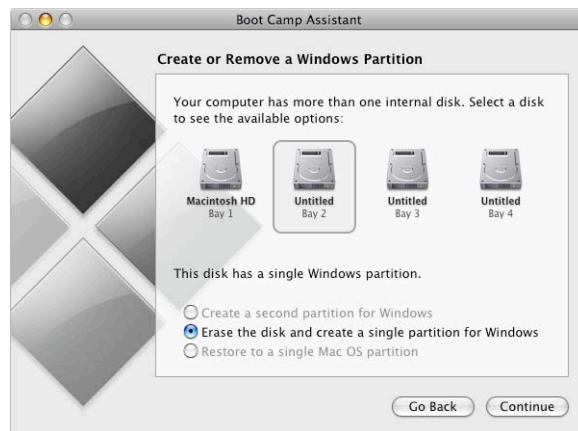 Boot Camp Assistant
Create or Remove a Windows Partition
Your computer has more than one internal disk. Select a disk
to see the available options:
Macintosh HD
Bay 1
Untitled
Bay 2
Untitled
Bay 3
Untitled
Bay 4
This disk has a single Windows partition.
Create a second partition for Windows
Erase the disk and create a single partition for Windows
Restore to a single Mac OS partition
Go Back
Continue